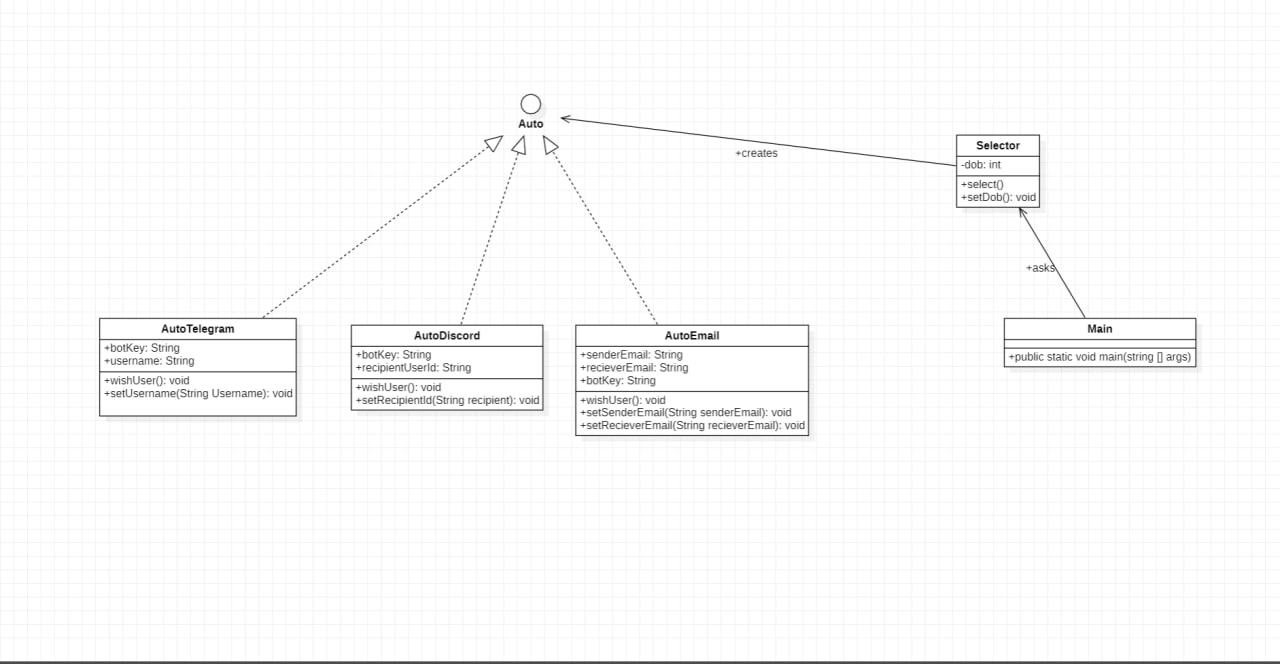 Auto
+creates
Selector
-dob: int
+select()
+setDob(): void
+asks
AutoTelegram
+botKey: String
+username: String
+wishUser(): void
+setUsername(String Username): void
AutoDiscord
+botKey: String
+recipientUserId: String
+wishUser(): void
+setRecipientId(String recipient): void
AutoEmail
+senderEmail: String
+recieverEmail: String
+botKey: String
+wishUser(): void
+setSenderEmail(String senderEmail): void
+setRecieverEmail(String recieverEmail): void
Main
+public static void main(string [] args)